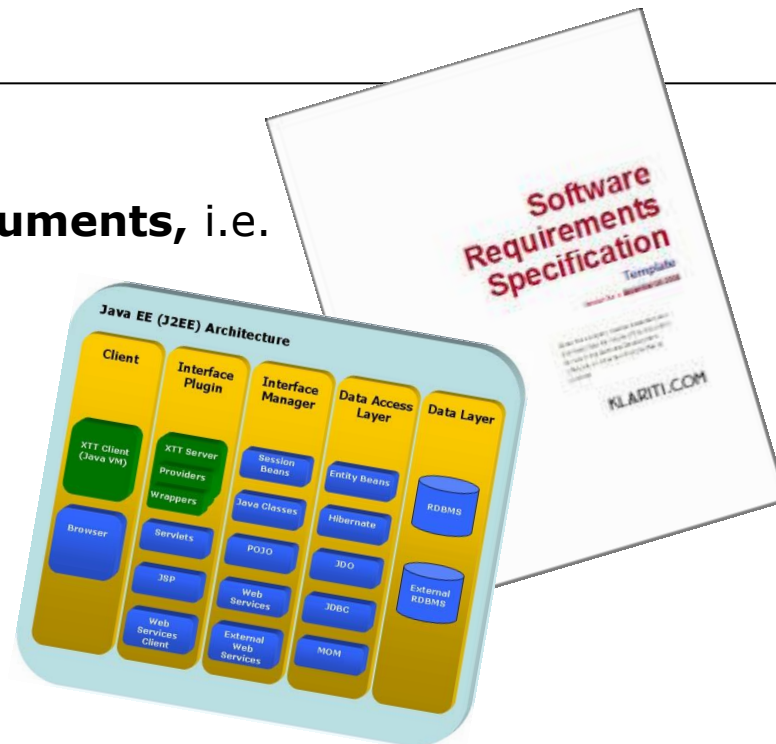 uments, i.e.
Software
Requirements
Specification
Template
KLARITI.COM
Java EE (J2EE) Architecture
Client
XTT Client
(Java VM)
Browser
Interface
Plugin
XTT Server
Providers
Wrappers
Servlets
JSP
Web
Services
Client
Interface
Manager
Session
Beans
Java Classes
POJO
Web
Services
External
Web
Services
Data Access
Layer
Entity Beans
Hibernate
JDO
JDBC
MOM
Data Layer
RDBMS
External
RDBMS